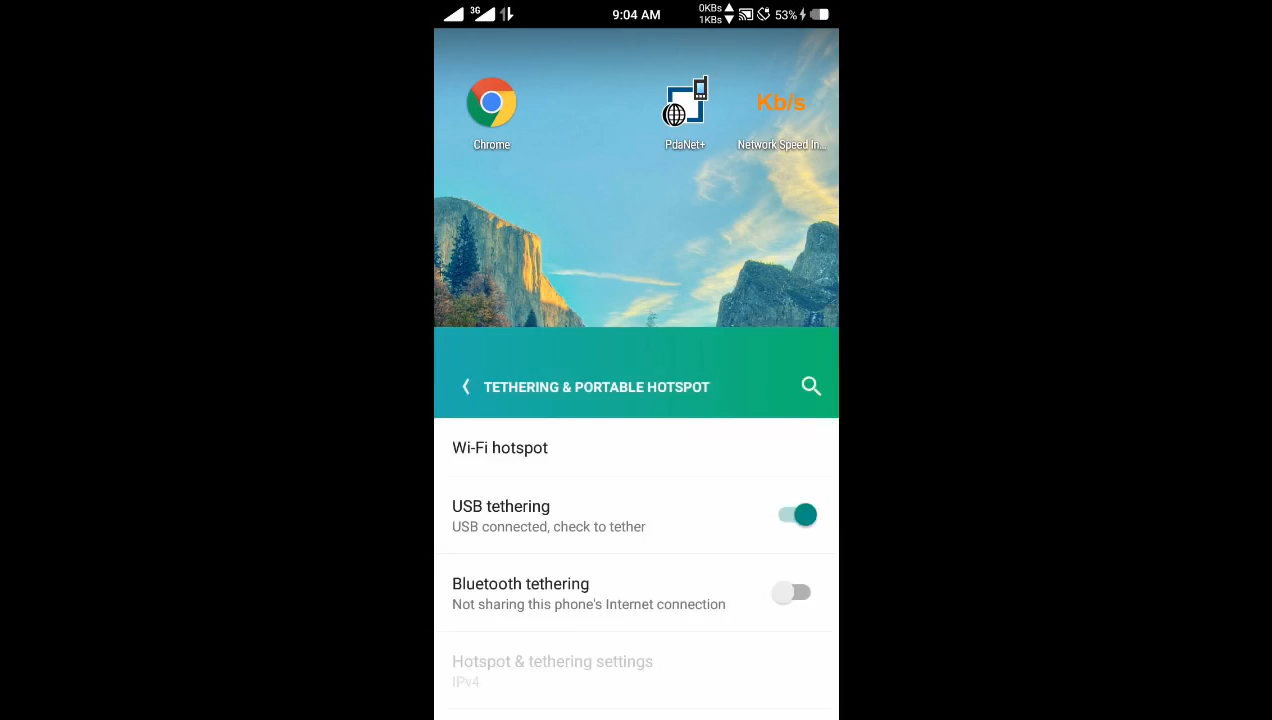 3G 9:04 AM 0KBs 53%
1KBs
Kb/s
Chrome PdaNet+ Network Speed In...
TETHERING & PORTABLE HOTSPOT
Wi-Fi hotspot
USB tethering
USB connected, check to tether
Bluetooth tethering
Not sharing this phone's Internet connection
Hotspot & tethering settings
IPv4